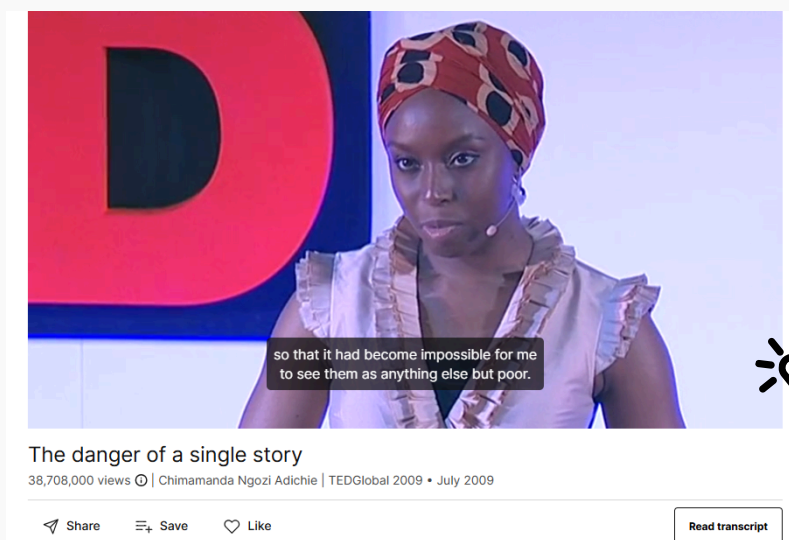 D
so that it had become impossible for me
to see them as anything else but poor.
The danger of a single story
38,708,000 views | Chimamanda Ngozi Adichie | TEDGlobal 2009 • July 2009
Share Save Like Read transcript